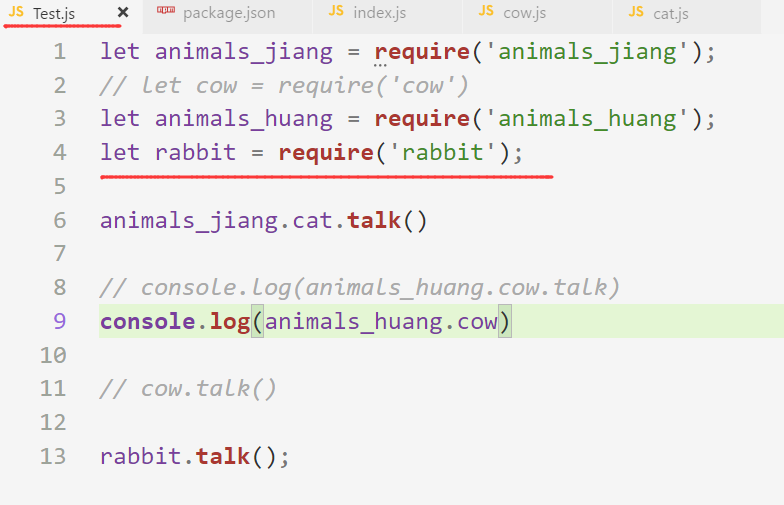 JS Test.js × npm package.json JS index.js JS cow.js JS cat.js
1 let animals_jiang = require('animals_jiang');
2 // let cow = require('cow')
3 let animals_huang = require('animals_huang');
4 let rabbit = require('rabbit');
5
6 animals_jiang.cat.talk()
7
8 // console.log(animals_huang.cow.talk)
9 console.log(animals_huang.cow)
10
11 // cow.talk()
12
13 rabbit.talk();